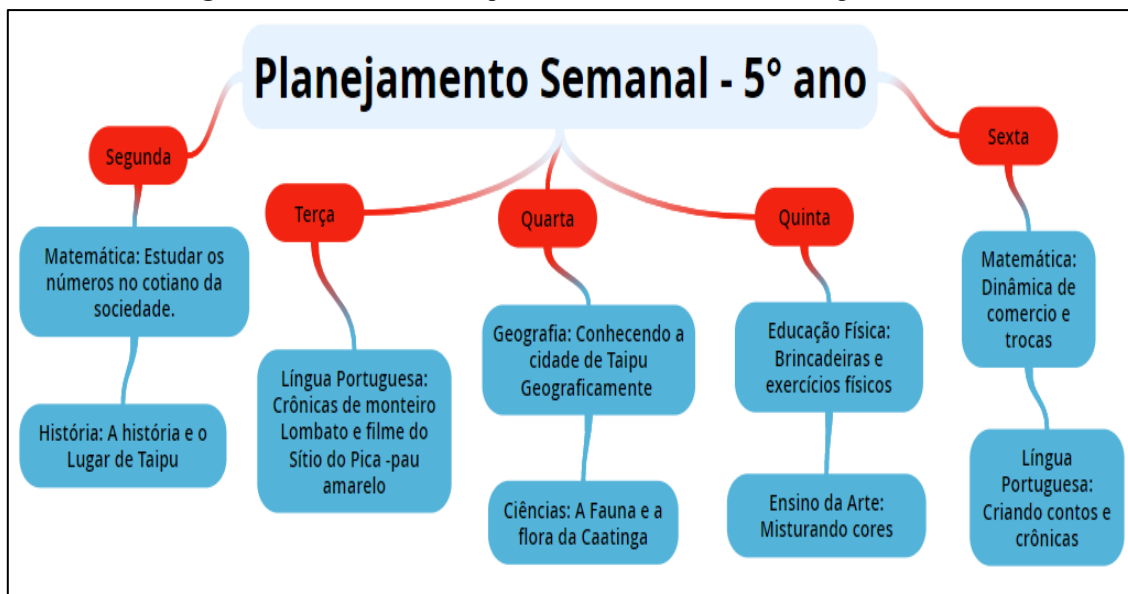 Planejamento Semanal - 5° ano
Segunda
Matemática: Estudar os
números no cotiano da
sociedade.
História: A história e o
Lugar de Taipu
Terça
Língua Portuguesa:
Crônicas de monteiro
Lombato e filme do
Sítio do Pica -pau
amarelo
Quarta
Geografia: Conhecendo a
cidade de Taipu
Geograficamente
Ciências: A Fauna e a
flora da Caatinga
Quinta
Educação Física:
Brincadeiras e
exercícios físicos
Ensino da Arte:
Misturando cores
Sexta
Matemática:
Dinâmica de
comercio e
trocas
Língua
Portuguesa:
Criando contos e
crônicas